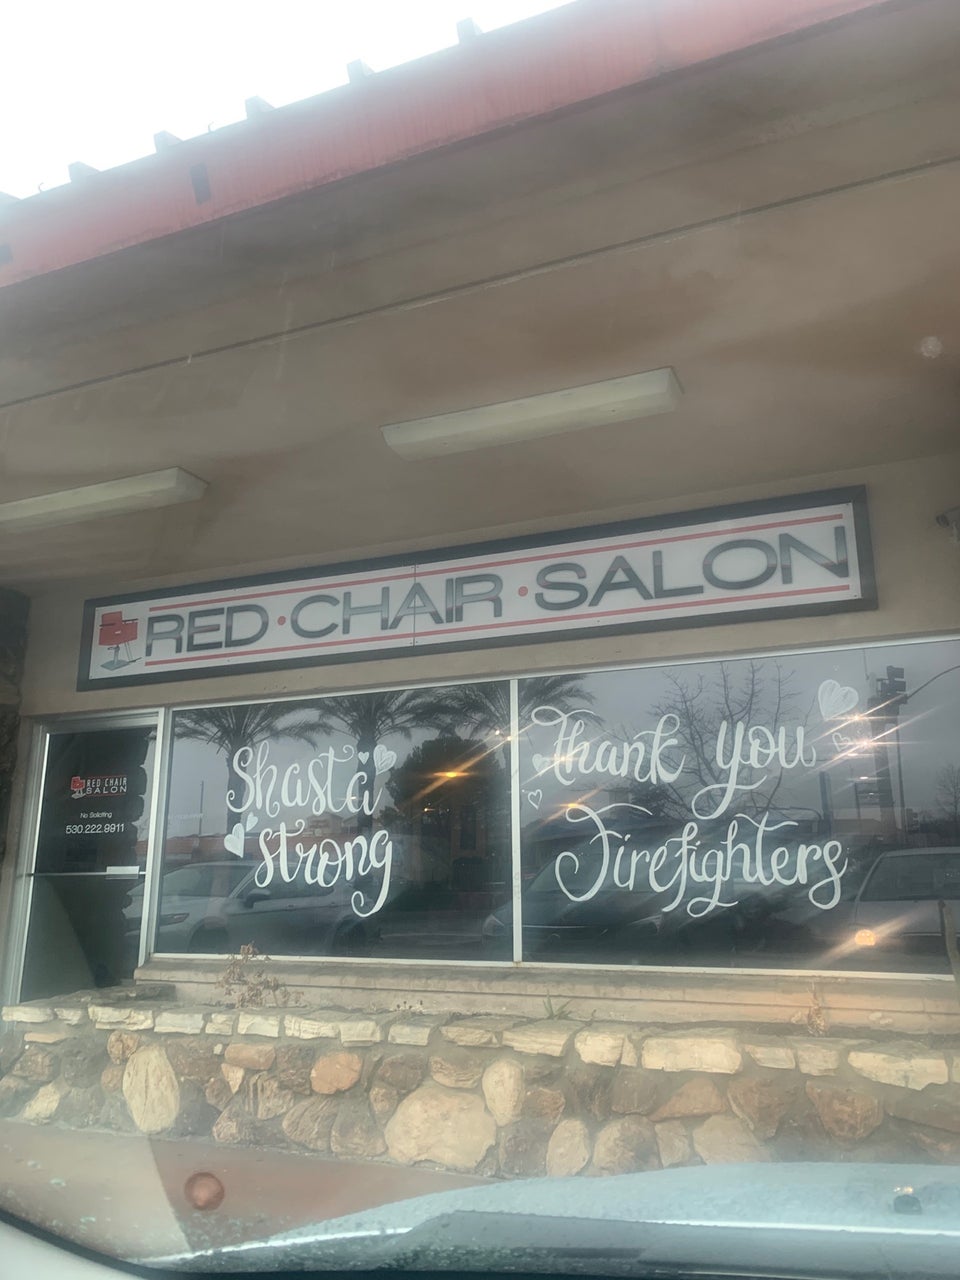 RED • CHAIR • SALON
RED CHAIR
SALON
No Soliciting
530.222.9911
Shasta
Strong
Thank you
Firefighters